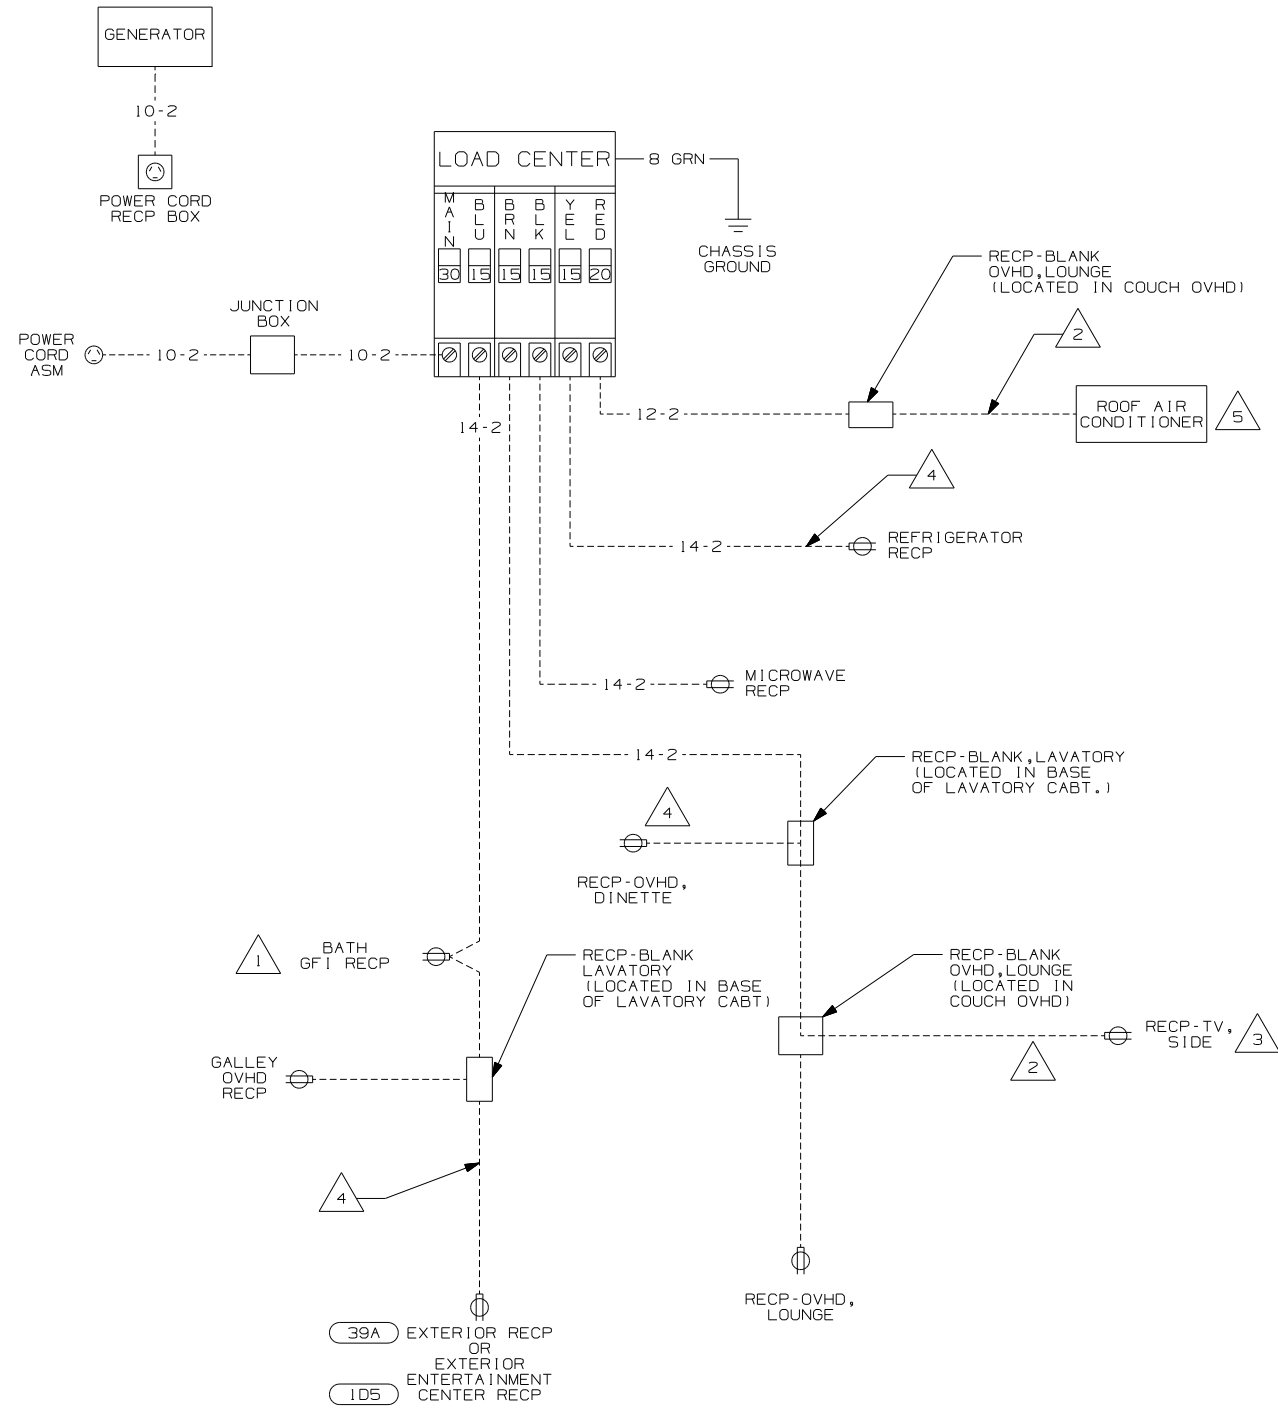 GENERATOR
10-2
POWER CORD
RECP BOX
LOAD CENTER
8 GRN
MAIN
BLU
BRN
BLK
YEL
RED
30
15
15
15
15
20
CHASSIS
GROUND
RECP-BLANK
OVHD,LOUNGE
(LOCATED IN COUCH OVHD)
2
JUNCTION
BOX
POWER
CORD
ASM
10-2
10-2
12-2
ROOF AIR
CONDITIONER
5
14-2
4
14-2
REFRIGERATOR
RECP
14-2
MICROWAVE
RECP
14-2
RECP-BLANK,LAVATORY
(LOCATED IN BASE
OF LAVATORY CABT.)
4
RECP-OVHD,
DINETTE
1
BATH
GFI RECP
RECP-BLANK
LAVATORY
(LOCATED IN BASE
OF LAVATORY CABT)
RECP-BLANK
OVHD,LOUNGE
(LOCATED IN
COUCH OVHD)
RECP-TV,
SIDE
3
2
GALLEY
OVHD
RECP
4
RECP-OVHD,
LOUNGE
39A EXTERIOR RECP
OR
EXTERIOR
ENTERTAINMENT
1D5 CENTER RECP